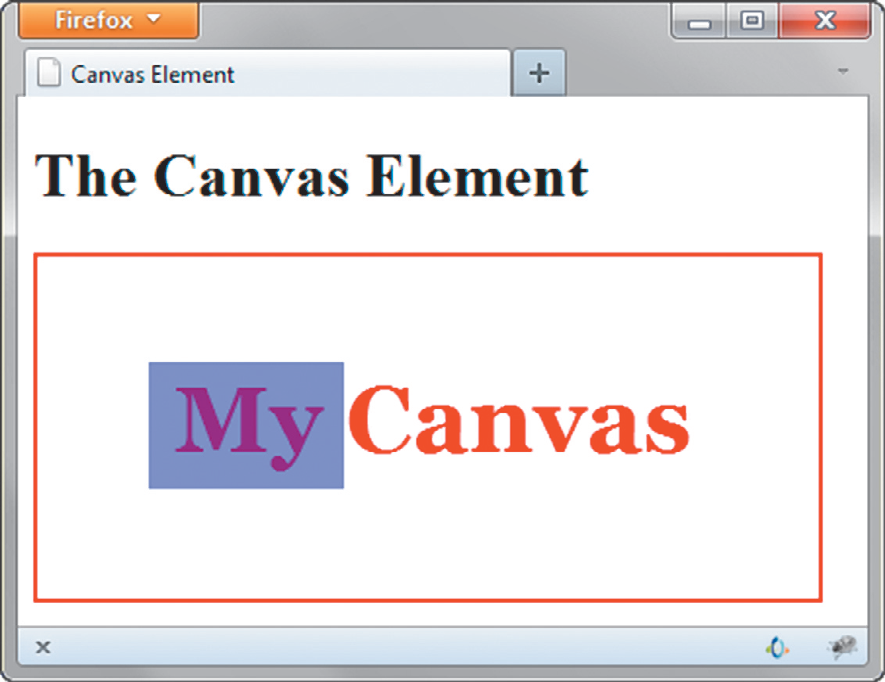 Firefox
Canvas Element
The Canvas Element
My Canvas